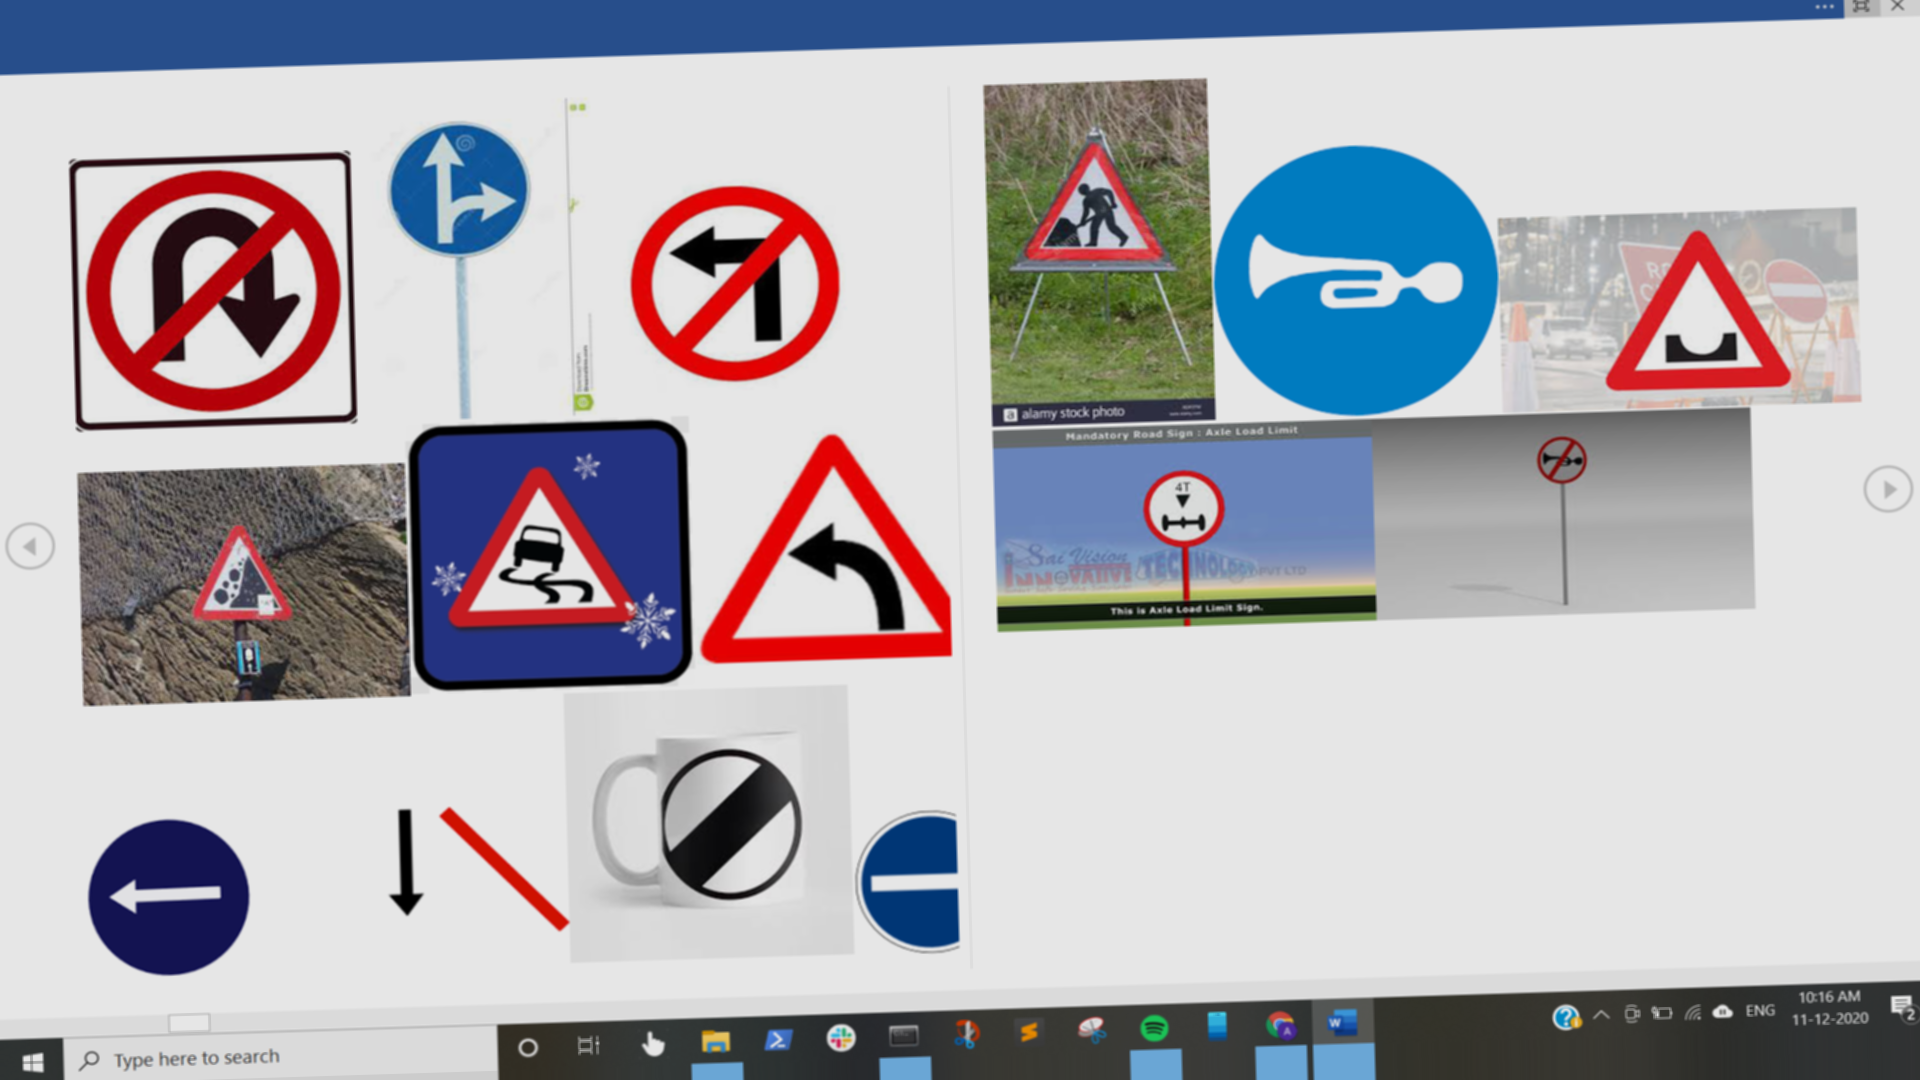 alamy stock photo
Mandatory Road Sign : Axle Load Limit
4T
Sai Vision
INNOVATIVE TECHNOLOGY PVT LTD
This is Axle Load Limit Sign.
Type here to search
ENG
10:16 AM
11-12-2020
2